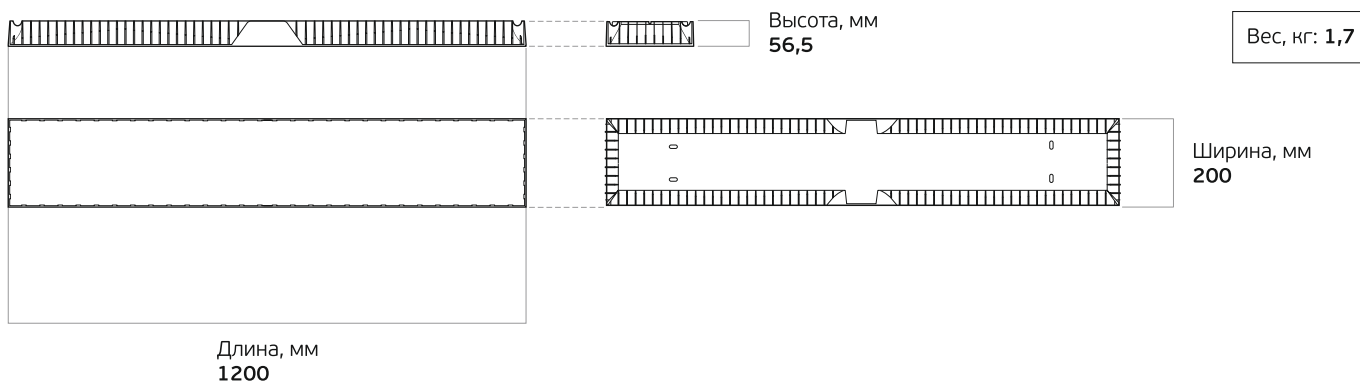 Высота, мм
56,5
Вес, кг: 1,7
Ширина, мм
200
Длина, мм
1200